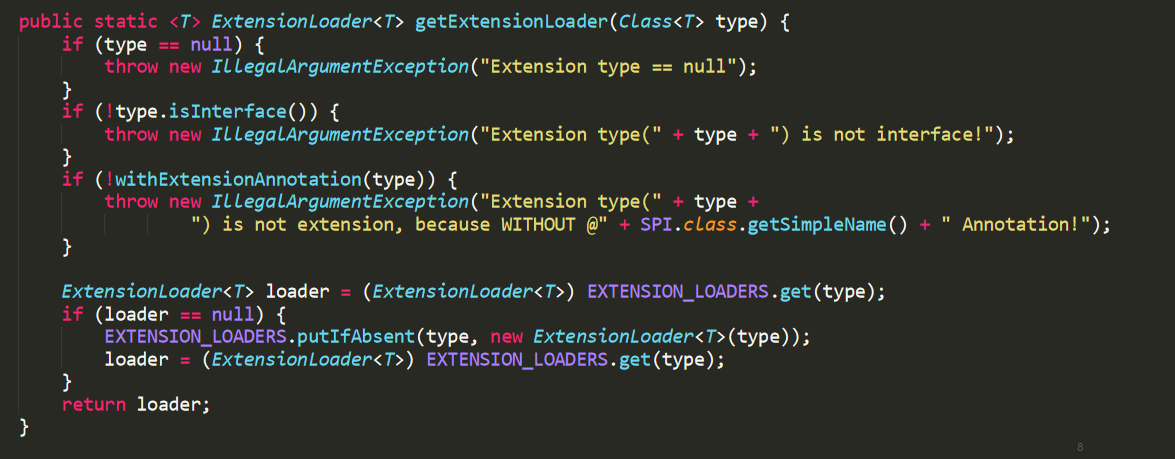 public static <T> ExtensionLoader<T> getExtensionLoader(Class<T> type) {
    if (type == null) {
        throw new IllegalArgumentException("Extension type == null");
    }
    if (!type.isInterface()) {
        throw new IllegalArgumentException("Extension type(" + type + ") is not interface!");
    }
    if (!withExtensionAnnotation(type)) {
        throw new IllegalArgumentException("Extension type(" + type +
                ") is not extension, because WITHOUT @" + SPI.class.getSimpleName() + " Annotation!");
    }

    ExtensionLoader<T> loader = (ExtensionLoader<T>) EXTENSION_LOADERS.get(type);
    if (loader == null) {
        EXTENSION_LOADERS.putIfAbsent(type, new ExtensionLoader<T>(type));
        loader = (ExtensionLoader<T>) EXTENSION_LOADERS.get(type);
    }
    return loader;
}
8